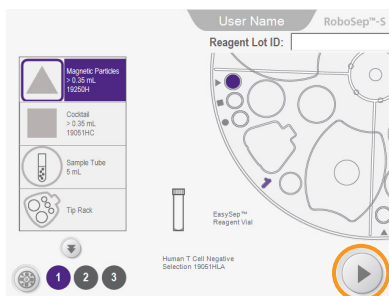 User Name
RoboSep™-S
Reagent Lot ID:
Magnetic Particles
> 0.35 mL
19250H
Cocktail
> 0.35 mL
19051HC
Sample Tube
5 mL
Tip Rack
EasySep™
Reagent Vial
Human T Cell Negative
Selection 19051HLA
1 2 3